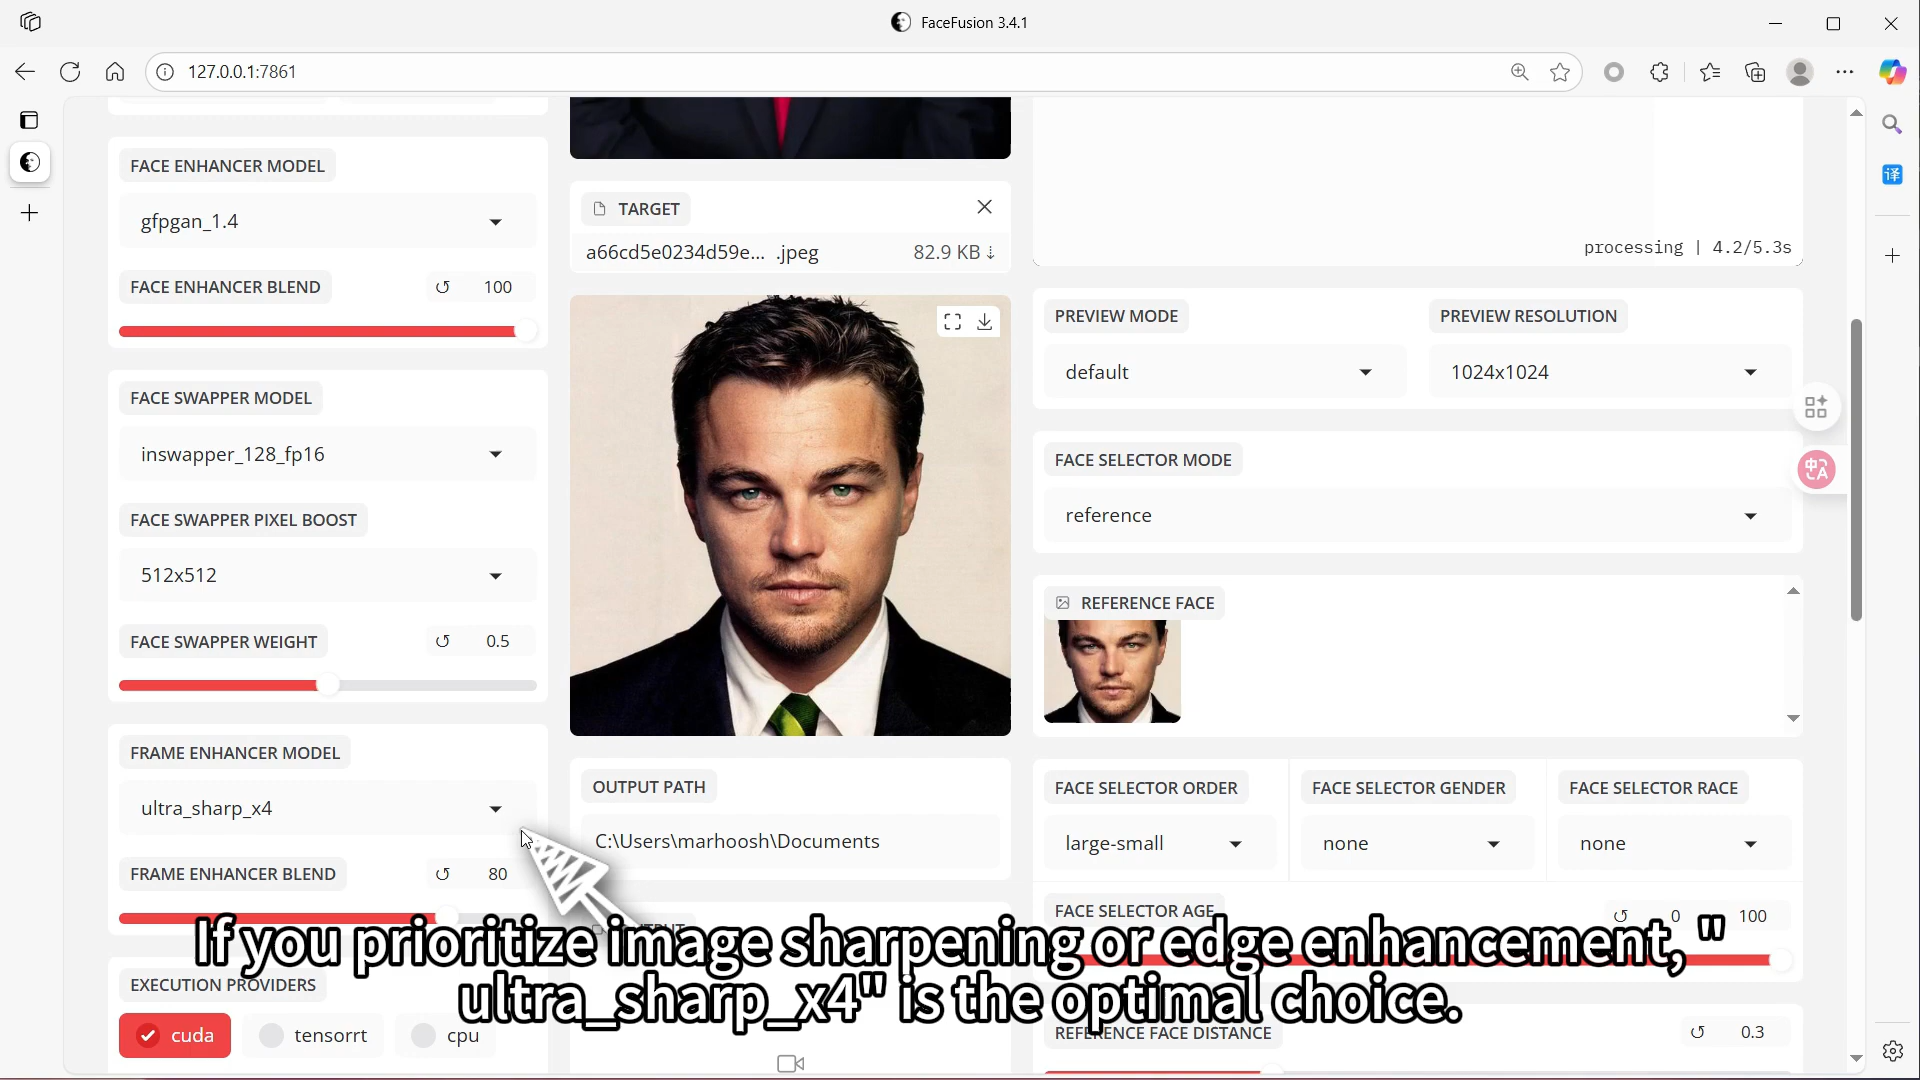 FaceFusion 3.4.1
127.0.0.1:7861
译
FACE ENHANCER MODEL
gfpgan_1.4
FACE ENHANCER BLEND
100
FACE SWAPPER MODEL
inswapper_128_fp16
FACE SWAPPER PIXEL BOOST
512x512
FACE SWAPPER WEIGHT
0.5
FRAME ENHANCER MODEL
ultra_sharp_x4
FRAME ENHANCER BLEND
80
EXECUTION PROVIDERS
cuda
tensorrt
cpu
TARGET
a66cd5e0234d59e... .jpeg
82.9 KB ↓
OUTPUT PATH
C:\Users\marhoosh\Documents
processing | 4.2/5.3s
PREVIEW MODE
default
PREVIEW RESOLUTION
1024x1024
中A
FACE SELECTOR MODE
reference
REFERENCE FACE
FACE SELECTOR ORDER
large-small
FACE SELECTOR GENDER
none
FACE SELECTOR RACE
none
FACE SELECTOR AGE
0
100
REFERENCE FACE DISTANCE
0.3
If you prioritize image sharpening or edge enhancement, "
ultra_sharp_x4" is the optimal choice.